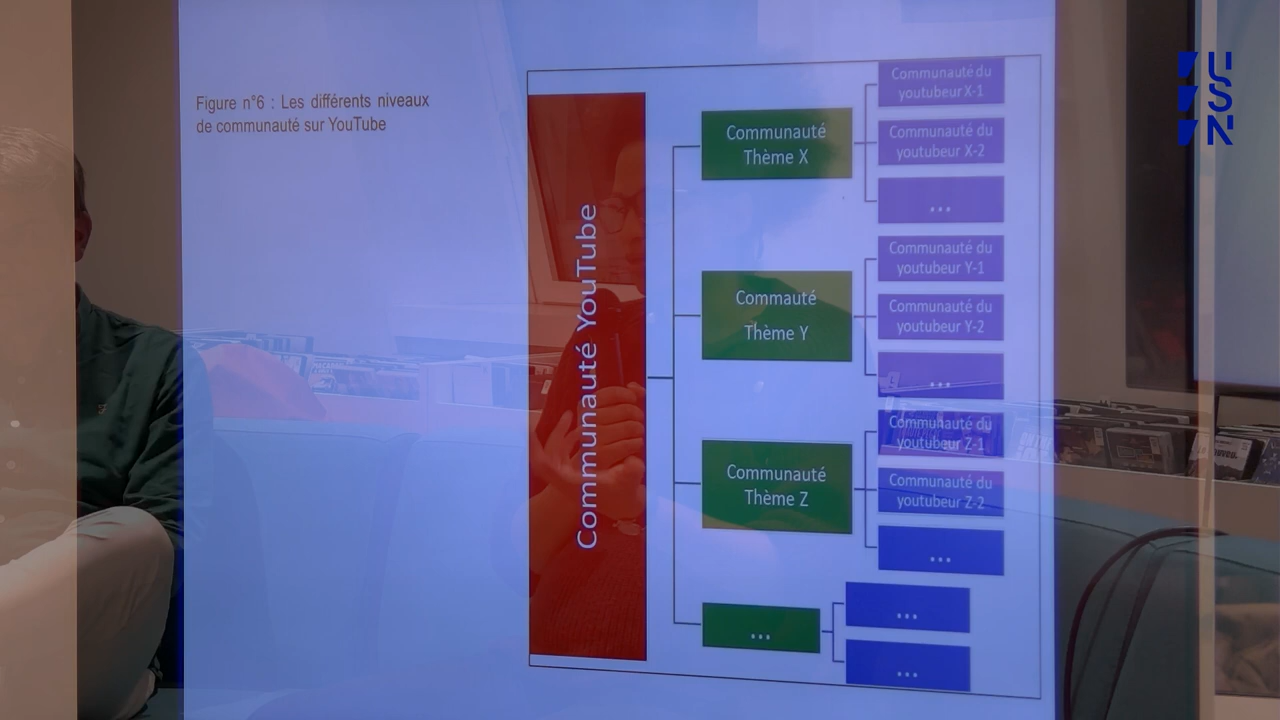 Figure n°6 : Les différents niveaux
de communauté sur YouTube
Communauté YouTube
Communauté
Thème X
Communauté du
youtubeur X-1
Communauté du
youtubeur X-2
...
Commauté
Thème Y
Communauté du
youtubeur Y-1
Communauté du
youtubeur Y-2
...
Communauté
Thème Z
Communauté du
youtubeur Z-1
Communauté du
youtubeur Z-2
...
...
...
...
USN